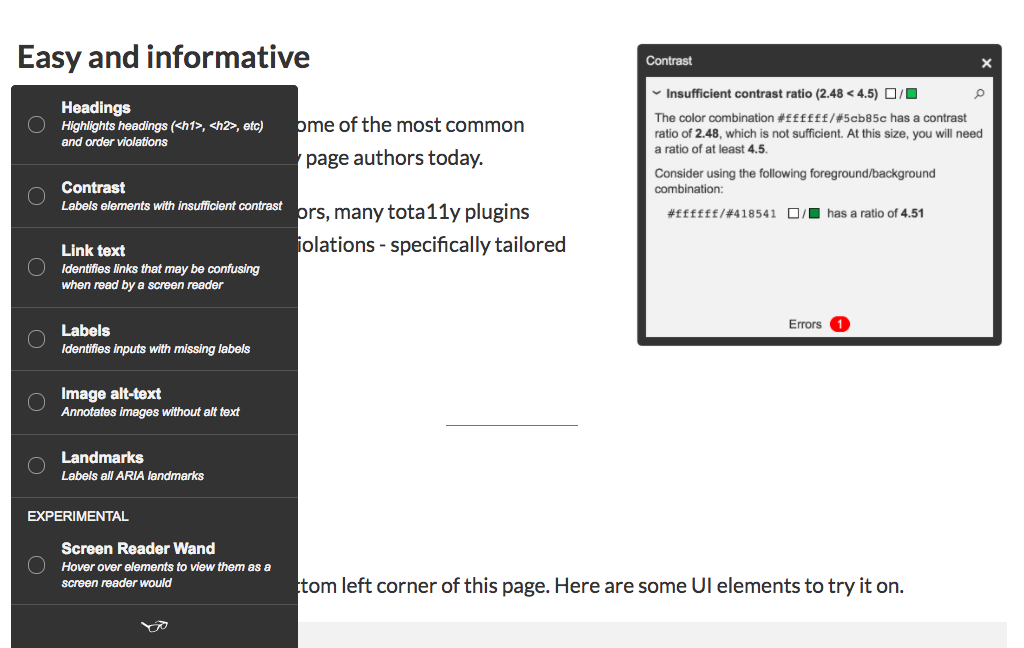 Easy and informative
Headings
Highlights headings (<h1>, <h2>, etc)
and order violations
Contrast
Labels elements with insufficient contrast
Link text
Identifies links that may be confusing
when read by a screen reader
Labels
Identifies inputs with missing labels
Image alt-text
Annotates images without alt text
Landmarks
Labels all ARIA landmarks
EXPERIMENTAL
Screen Reader Wand
Hover over elements to view them as a
screen reader would
ome of the most common
page authors today.
ors, many tota11y plugins
iolations - specifically tailored
ttom left corner of this page. Here are some UI elements to try it on.
Contrast
Insufficient contrast ratio (2.48 < 4.5) /
The color combination #ffffff/#5cb85c has a contrast
ratio of 2.48, which is not sufficient. At this size, you will need
a ratio of at least 4.5.
Consider using the following foreground/background
combination:
#ffffff/#418541 / has a ratio of 4.51
Errors 1